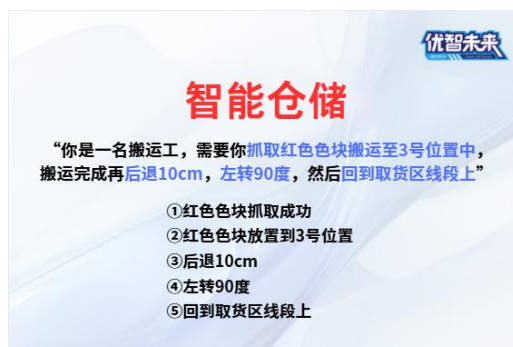 优智未来
智能仓储
“你是一名搬运工，需要你抓取红色色块搬运至3号位置中，
搬运完成再后退10cm，左转90度，然后回到取货区线段上”
①红色色块抓取成功
②红色色块放置到3号位置
③后退10cm
④左转90度
⑤回到取货区线段上